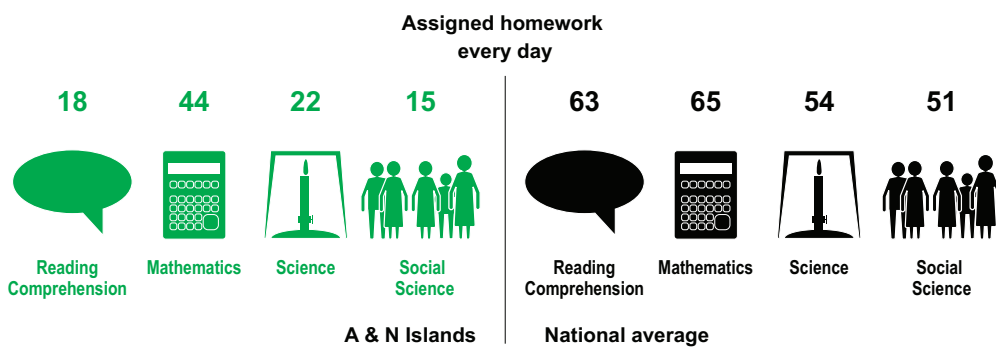 Assigned homework
every day
18 44 22 15
63 65 54 51
Reading
Comprehension
Mathematics
Science
Social
Science
Reading
Comprehension
Mathematics
Science
Social
Science
A & N Islands
National average